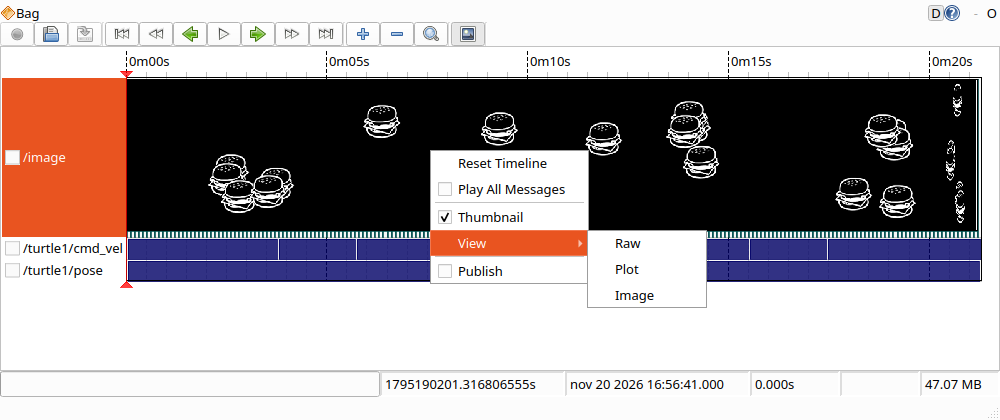 Bag
D ? - O
0m00s 0m05s 0m10s 0m15s 0m20s
/image
/turtle1/cmd_vel
/turtle1/pose
Reset Timeline
Play All Messages
Thumbnail
View
Publish
Raw
Plot
Image
1795190201.316806555s nov 20 2026 16:56:41.000 0.000s 47.07 MB